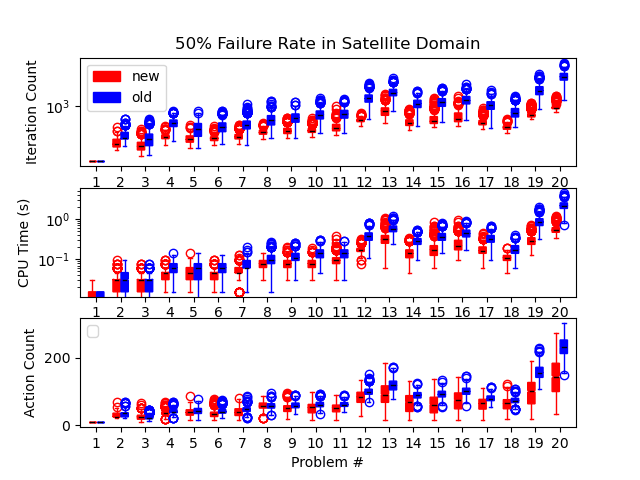 50% Failure Rate in Satellite Domain
Iteration Count
10³
new
old
1 2 3 4 5 6 7 8 9 10 11 12 13 14 15 16 17 18 19 20
CPU Time (s)
10⁰
10⁻¹
1 2 3 4 5 6 7 8 9 10 11 12 13 14 15 16 17 18 19 20
Action Count
200
0
1 2 3 4 5 6 7 8 9 10 11 12 13 14 15 16 17 18 19 20
Problem #